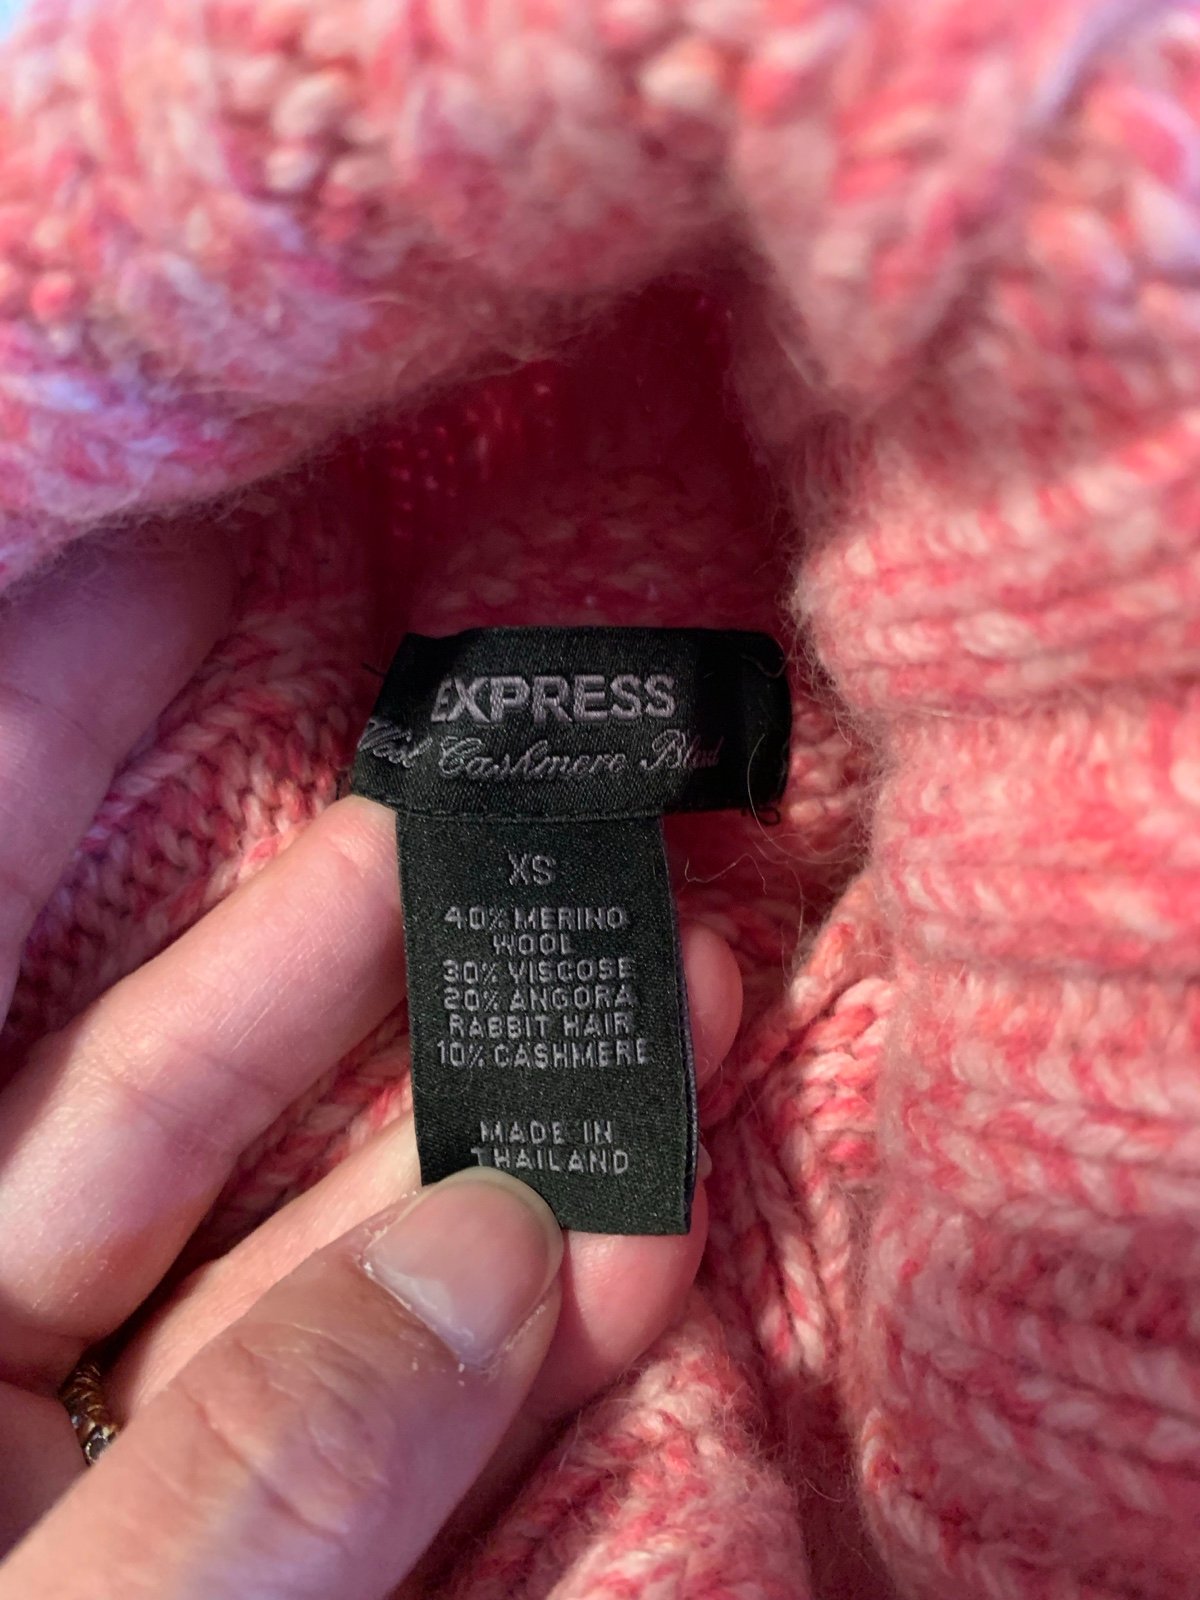 EXPRESS
Wool Cashmere Blend
XS
40% MERINO
WOOL
30% VISCOSE
20% ANGORA
RABBIT HAIR
10% CASHMERE
MADE IN
THAILAND